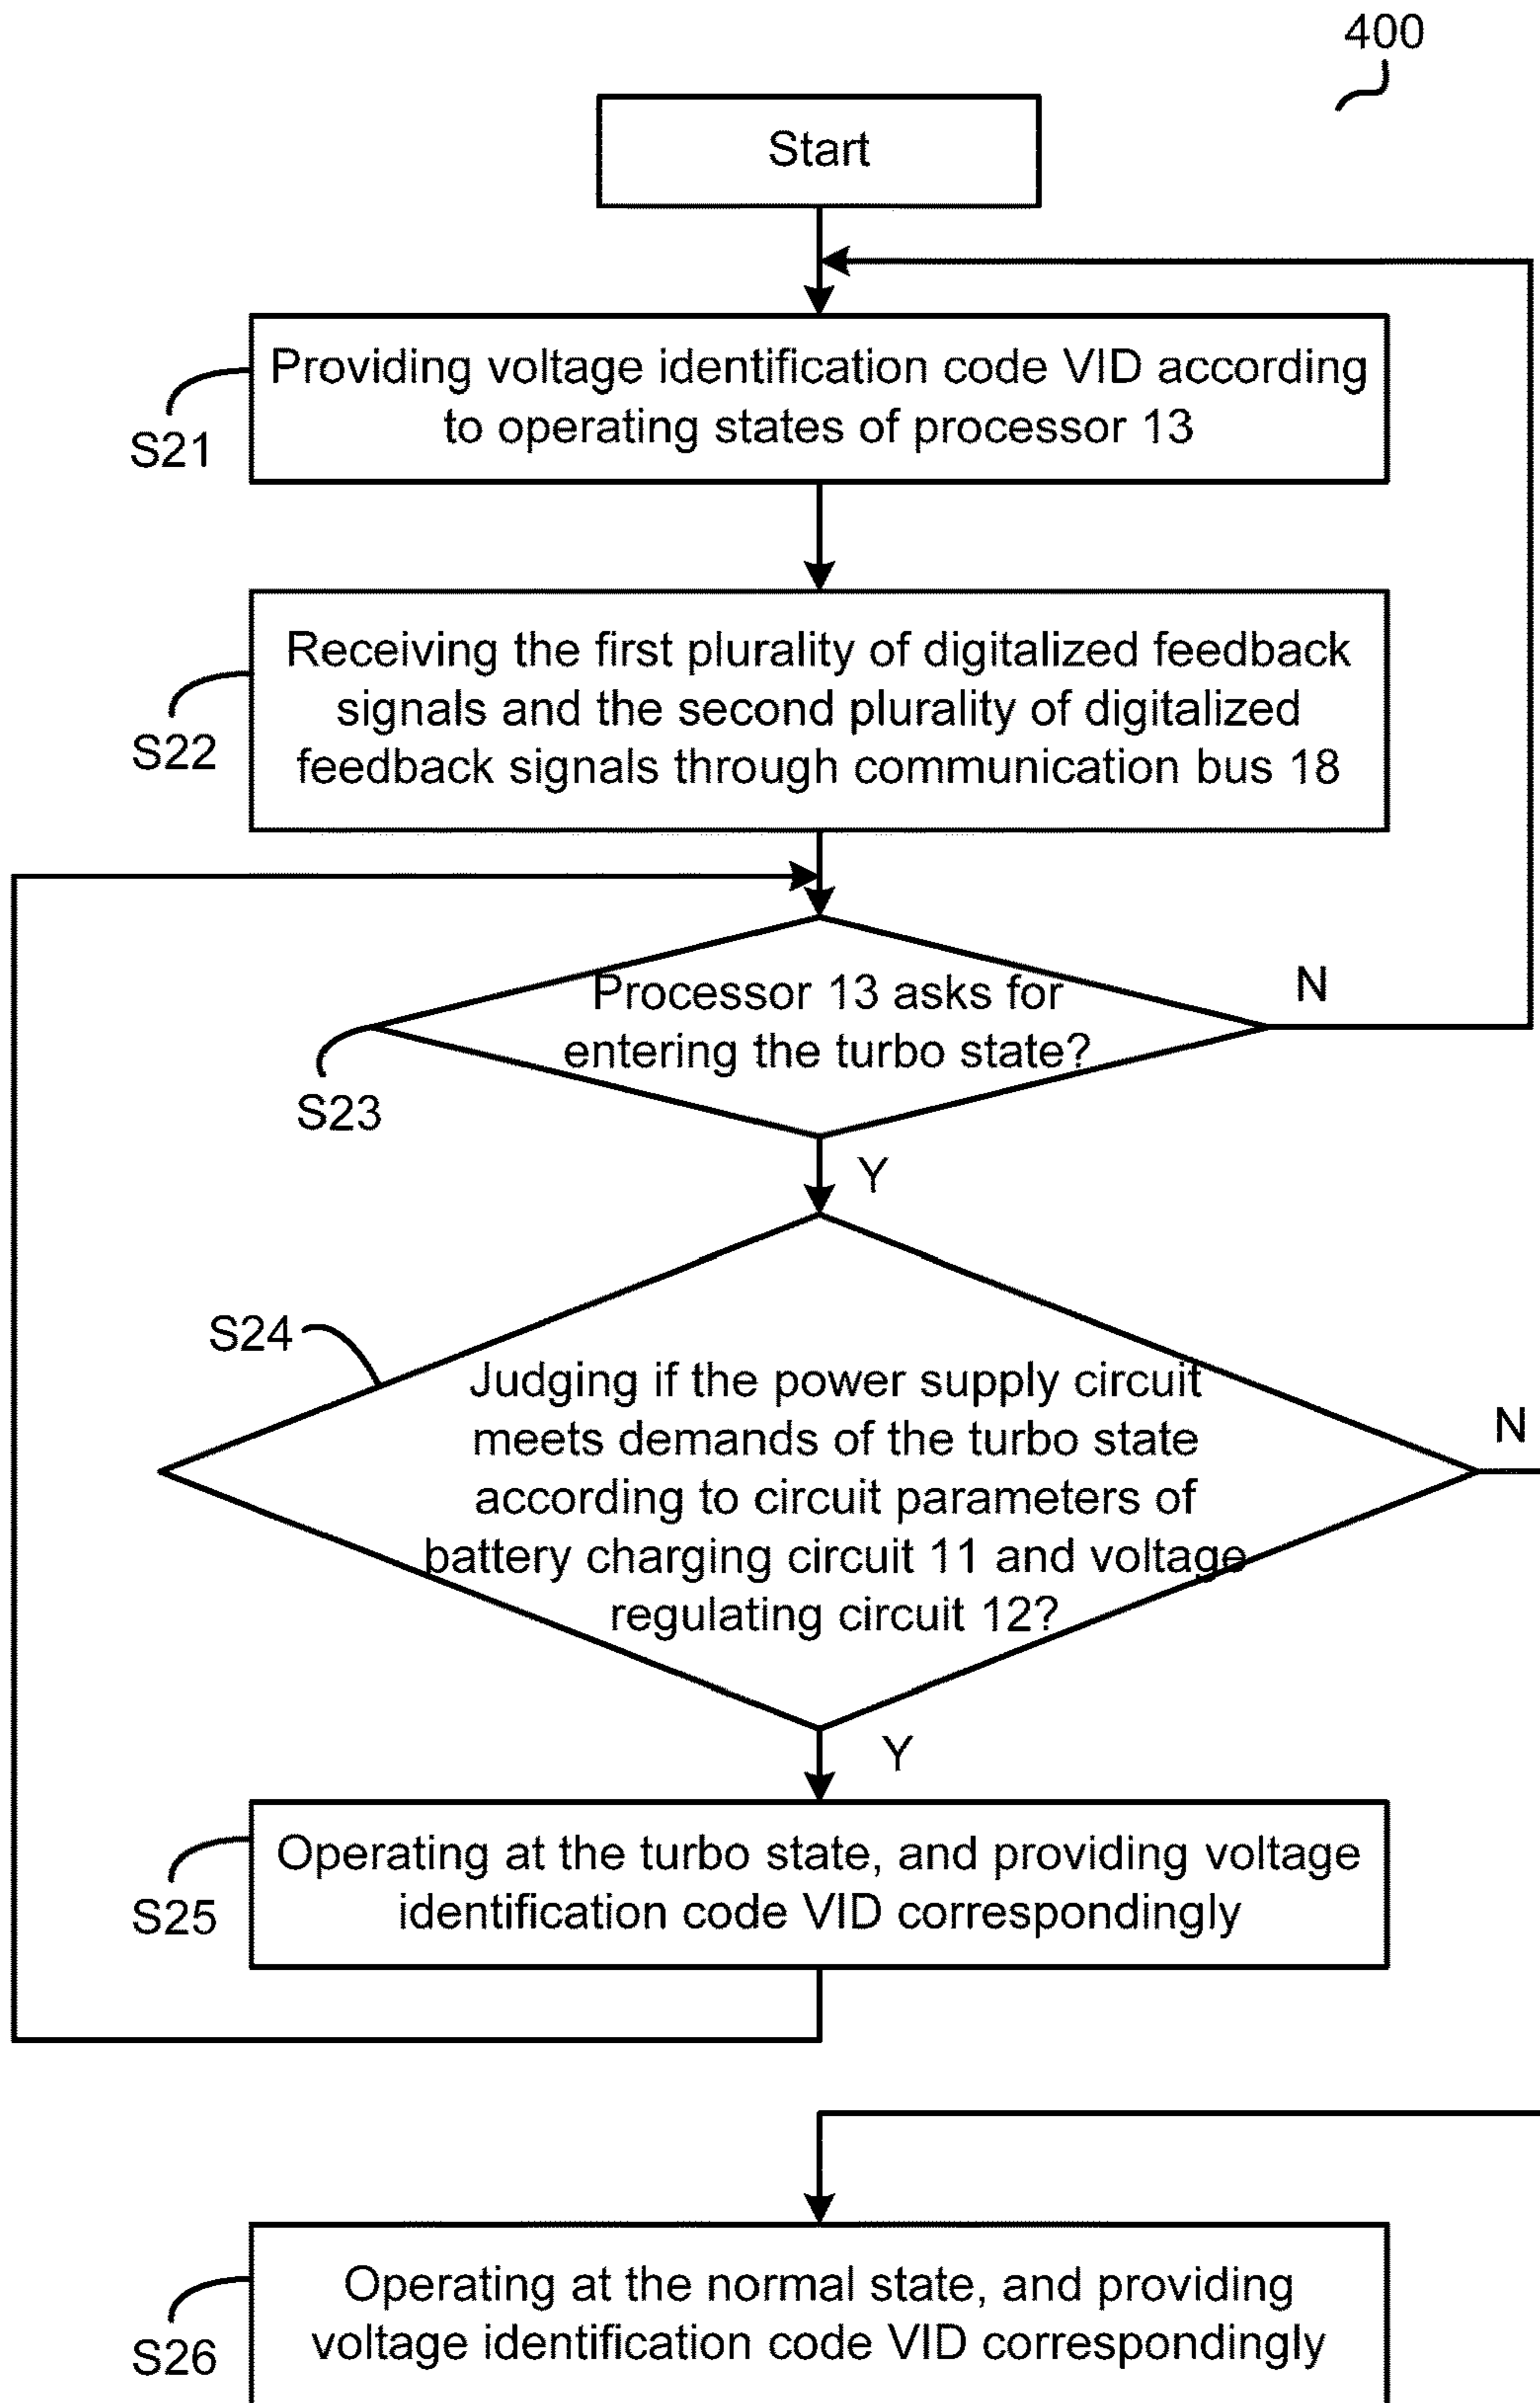 400
Start
Providing voltage identification code VID according
to operating states of processor 13
S21
Receiving the first plurality of digitalized feedback
signals and the second plurality of digitalized
feedback signals through communication bus 18
S22
Processor 13 asks for
entering the turbo state?
N
S23
Y
S24
Judging if the power supply circuit
meets demands of the turbo state
according to circuit parameters of
battery charging circuit 11 and voltage
regulating circuit 12?
N
Y
Operating at the turbo state, and providing voltage
identification code VID correspondingly
S25
Operating at the normal state, and providing
voltage identification code VID correspondingly
S26